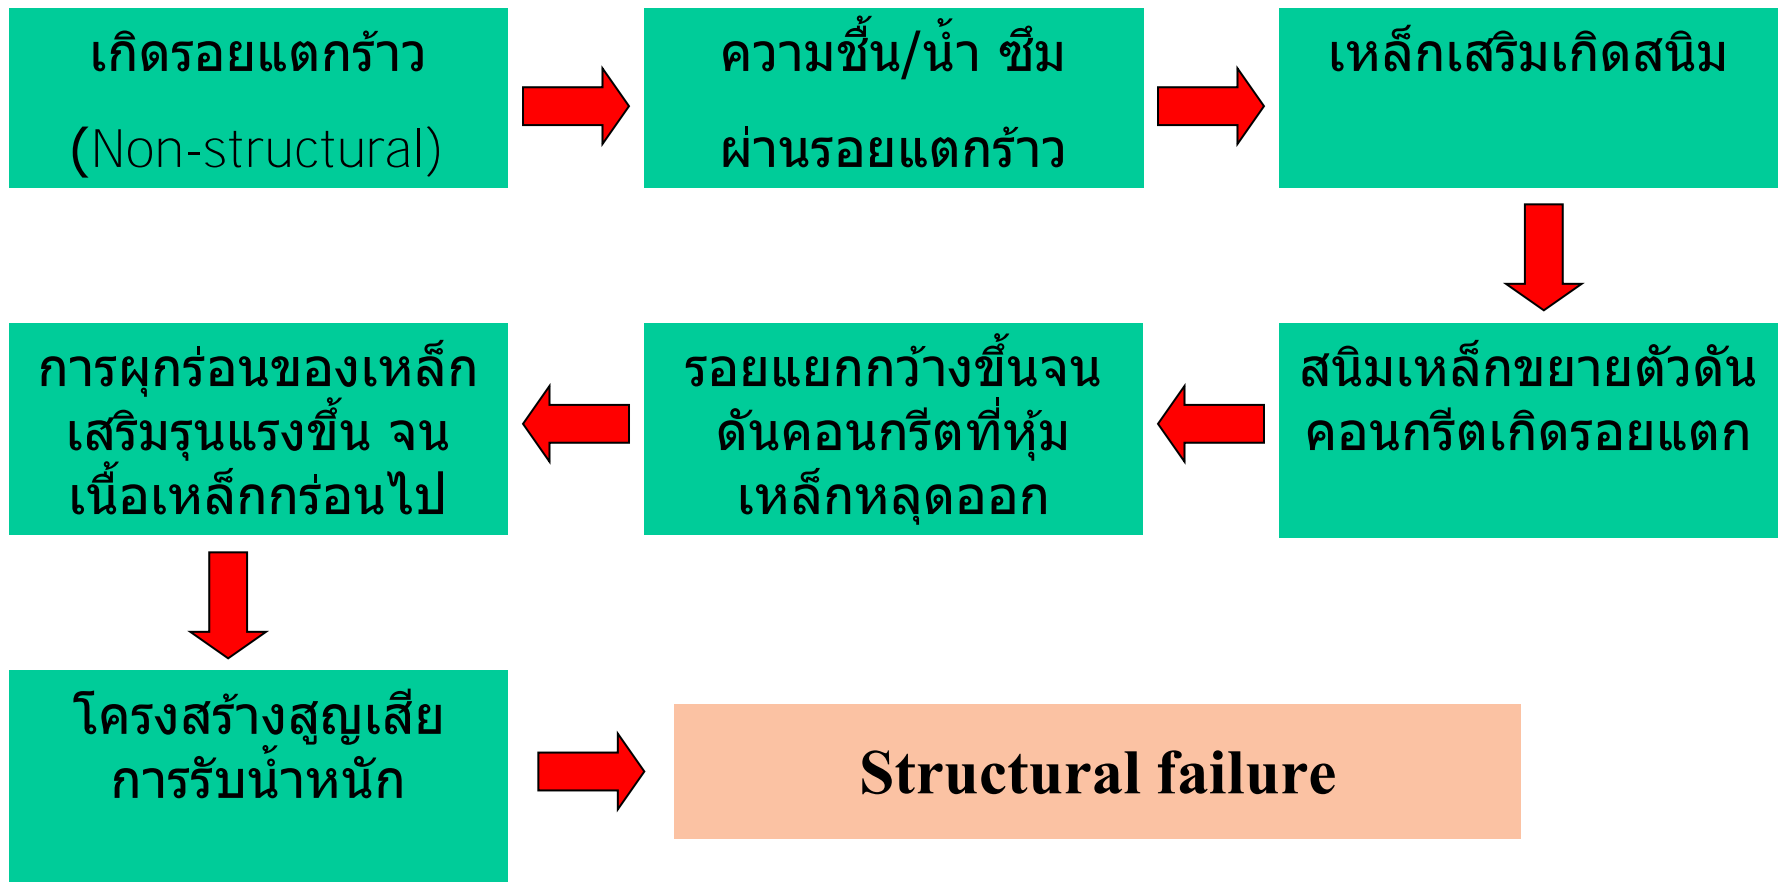 เกิดรอยแตกร้าว
(Non-structural)
ความชื้น/น้ำ ซึม
ผ่านรอยแตกร้าว
เหล็กเสริมเกิดสนิม
สนิมเหล็กขยายตัวดัน
คอนกรีตเกิดรอยแตก
รอยแยกกว้างขึ้นจน
ดันคอนกรีตที่หุ้ม
เหล็กหลุดออก
การผุกร่อนของเหล็ก
เสริมรุนแรงขึ้น จน
เนื้อเหล็กกร่อนไป
โครงสร้างสูญเสีย
การรับน้ำหนัก
Structural failure